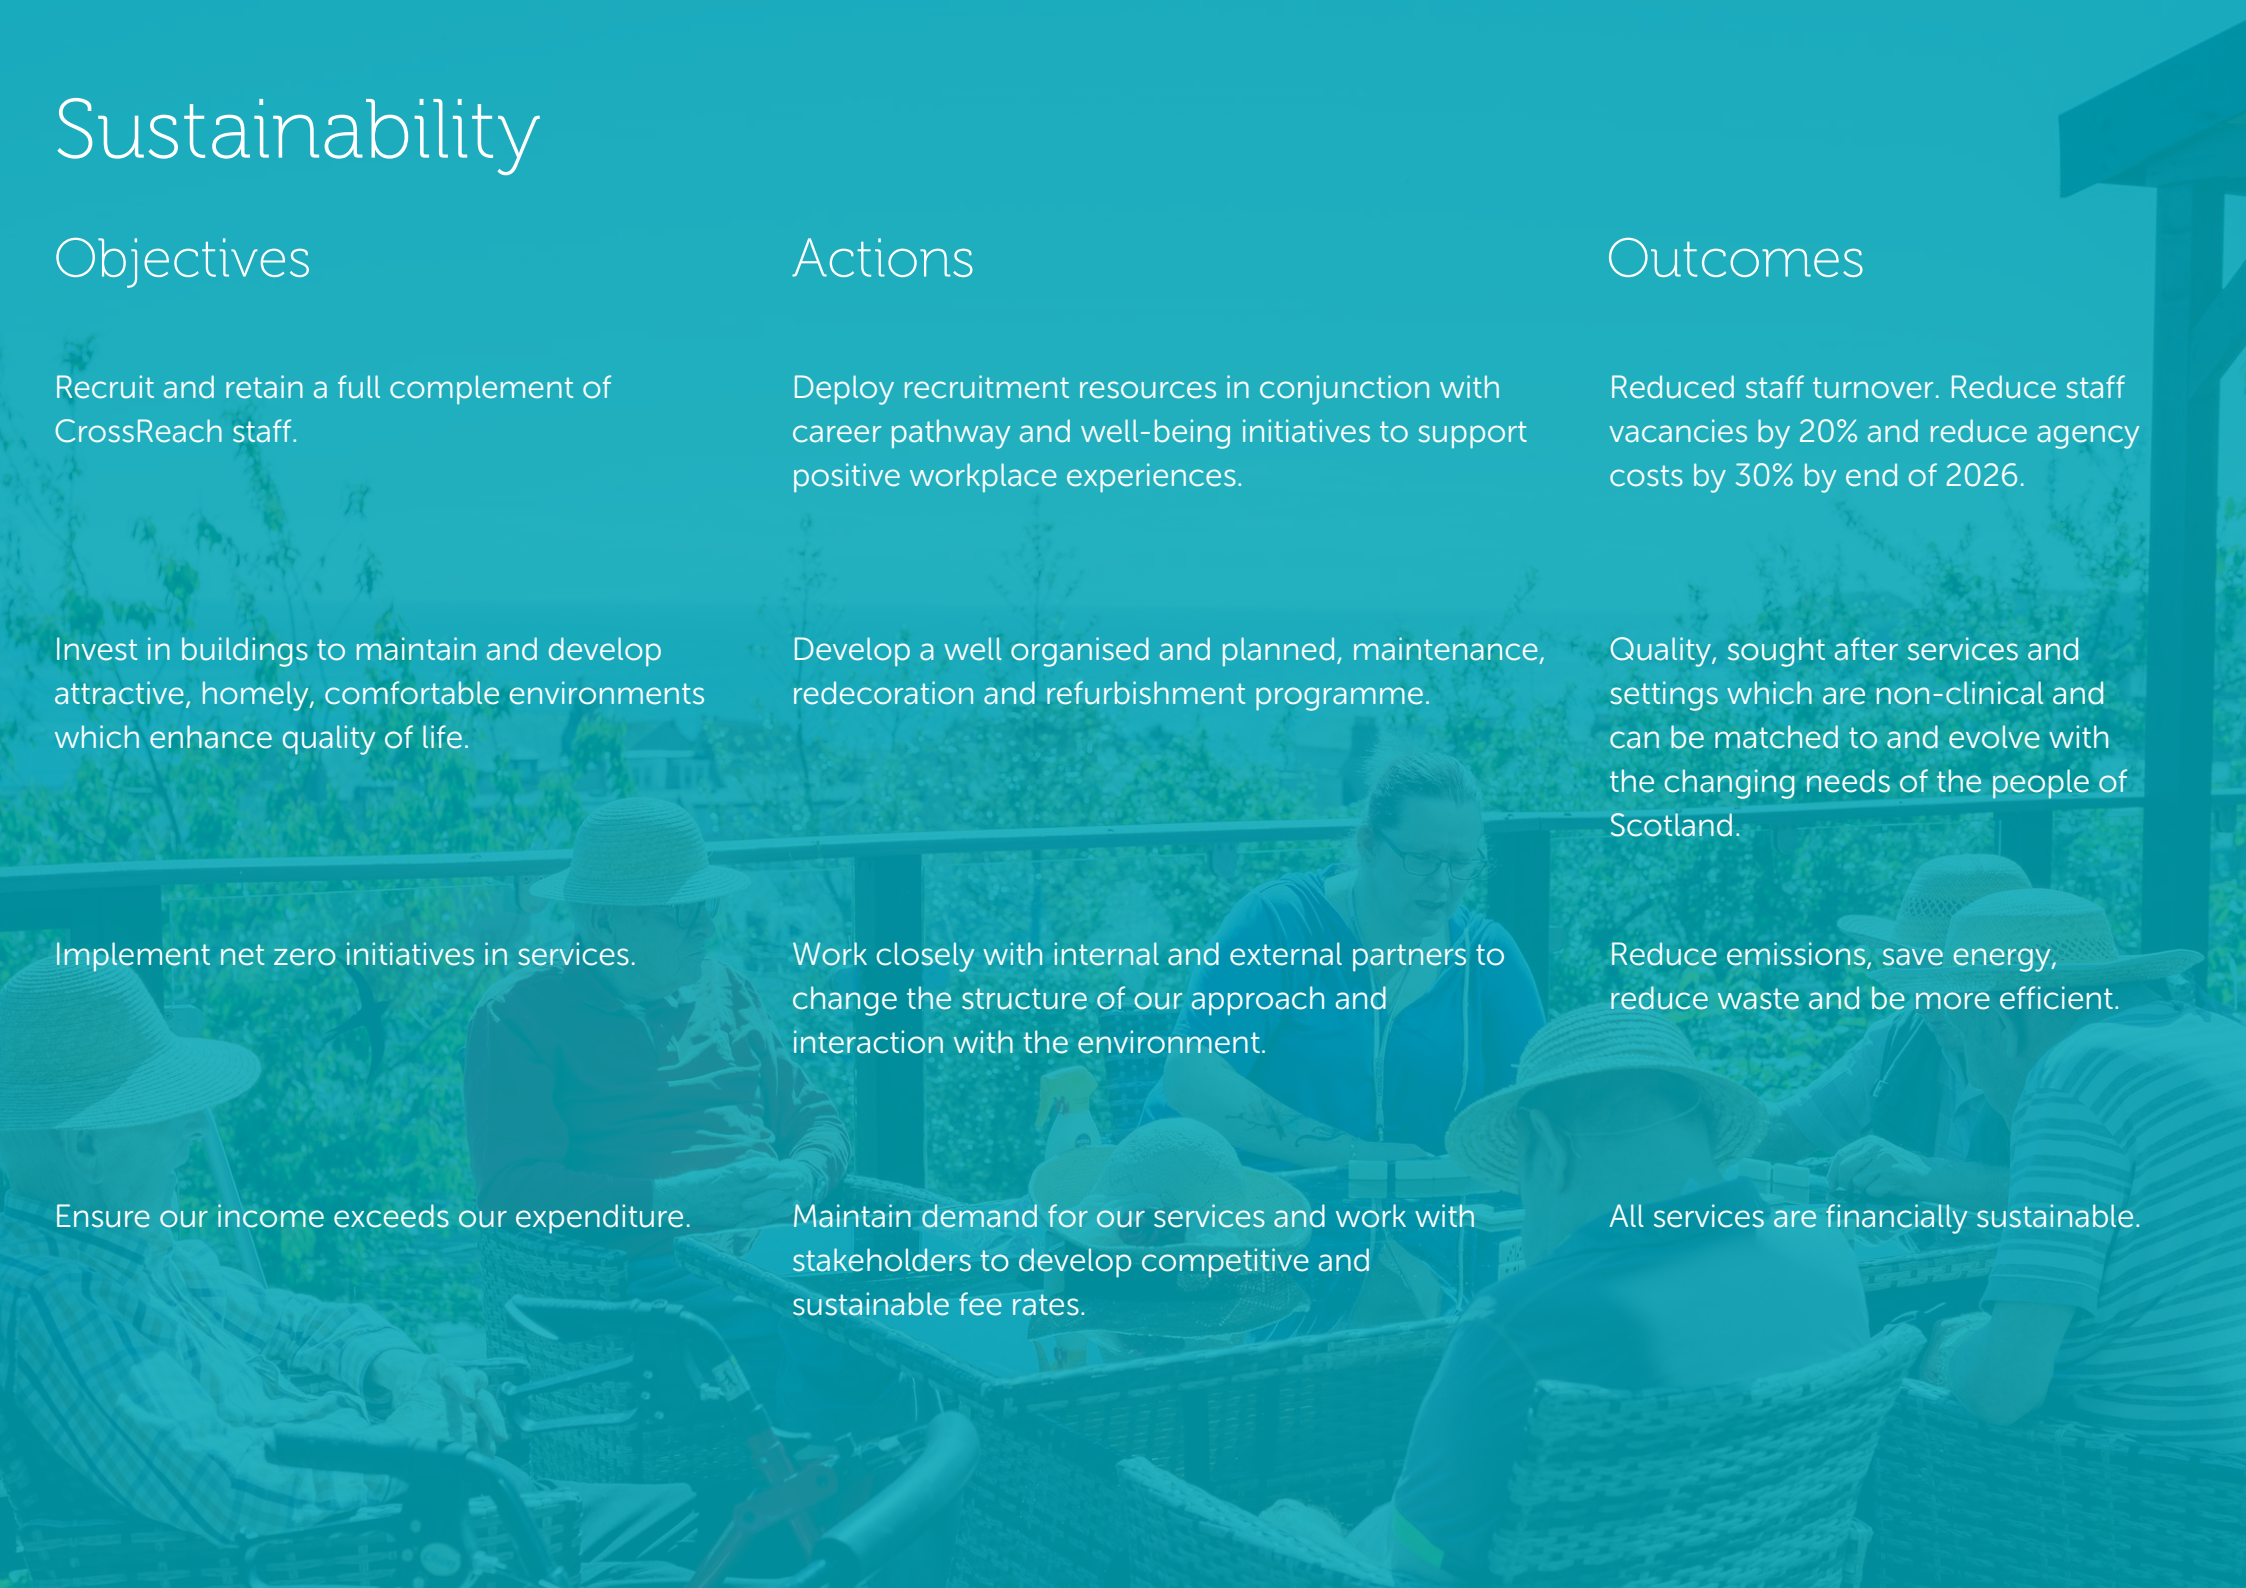 Sustainability
Objectives
Actions
Outcomes
Recruit and retain a full complement of
CrossReach staff.
Deploy recruitment resources in conjunction with
career pathway and well-being initiatives to support
positive workplace experiences.
Reduced staff turnover. Reduce staff
vacancies by 20% and reduce agency
costs by 30% by end of 2026.
Invest in buildings to maintain and develop
attractive, homely, comfortable environments
which enhance quality of life.
Develop a well organised and planned, maintenance,
redecoration and refurbishment programme.
Quality, sought after services and
settings which are non-clinical and
can be matched to and evolve with
the changing needs of the people of
Scotland.
Implement net zero initiatives in services.
Work closely with internal and external partners to
change the structure of our approach and
interaction with the environment.
Reduce emissions, save energy,
reduce waste and be more efficient.
Ensure our income exceeds our expenditure.
Maintain demand for our services and work with
stakeholders to develop competitive and
sustainable fee rates.
All services are financially sustainable.